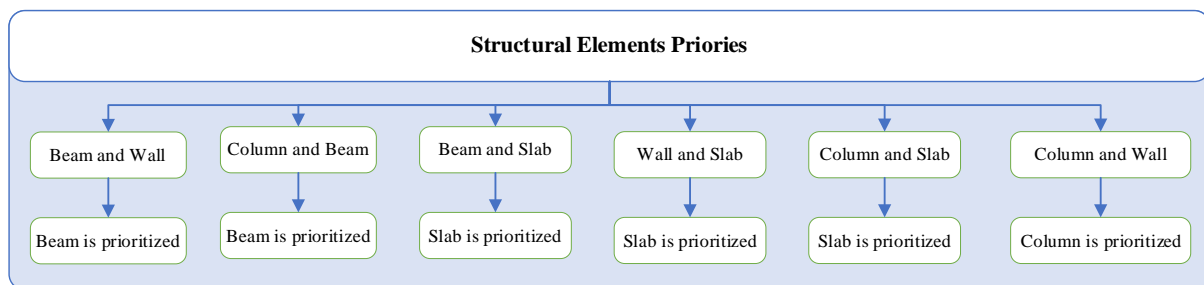 Structural Elements Priories
Beam and Wall
Column and Beam
Beam and Slab
Wall and Slab
Column and Slab
Column and Wall
Beam is prioritized
Beam is prioritized
Slab is prioritized
Slab is prioritized
Slab is prioritized
Column is prioritized